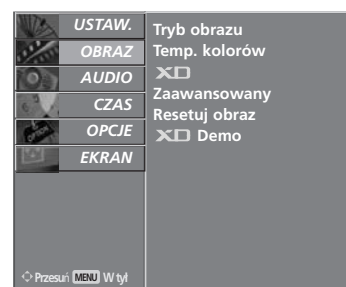 USTAW.
OBRAZ
AUDIO
CZAS
OPCJE
EKRAN
Tryb obrazu
Temp. kolorów
XD
Zaawansowany
Resetuj obraz
XD Demo
Przesuń MENU W tył